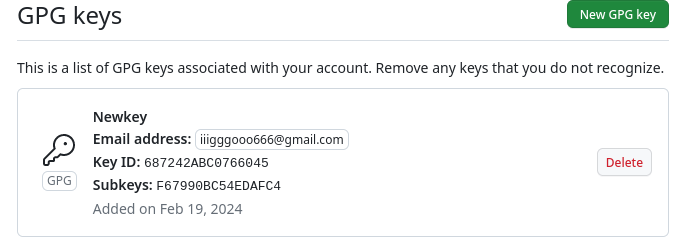 GPG keys
New GPG key
This is a list of GPG keys associated with your account. Remove any keys that you do not recognize.
Newkey
Email address: iiigggooo666@gmail.com
Key ID: 687242ABC0766045
GPG
Subkeys: F67990BC54EDAFC4
Delete
Added on Feb 19, 2024